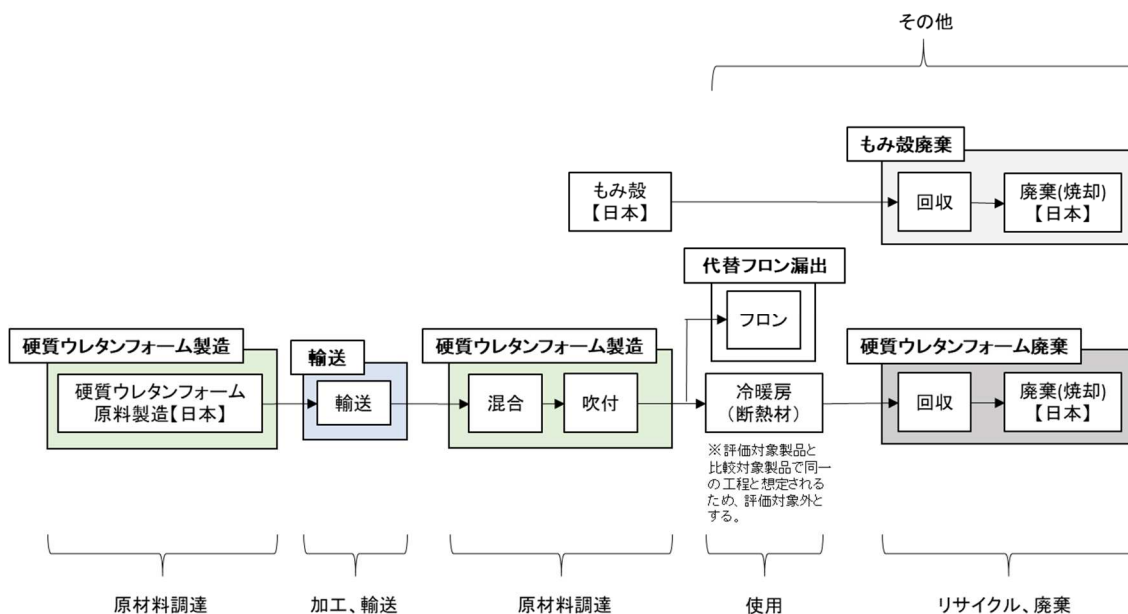 その他
もみ殻廃棄
もみ殻
【日本】
回収
廃棄(焼却)
【日本】
代替フロン漏出
フロン
硬質ウレタンフォーム製造
硬質ウレタンフォーム
原料製造【日本】
輸送
輸送
硬質ウレタンフォーム製造
混合
吹付
冷暖房
(断熱材)
※評価対象製品と
比較対象製品で同一
の工程と想定される
ため、評価対象外と
する。
硬質ウレタンフォーム廃棄
回収
廃棄(焼却)
【日本】
原材料調達
加工、輸送
原材料調達
使用
リサイクル、廃棄